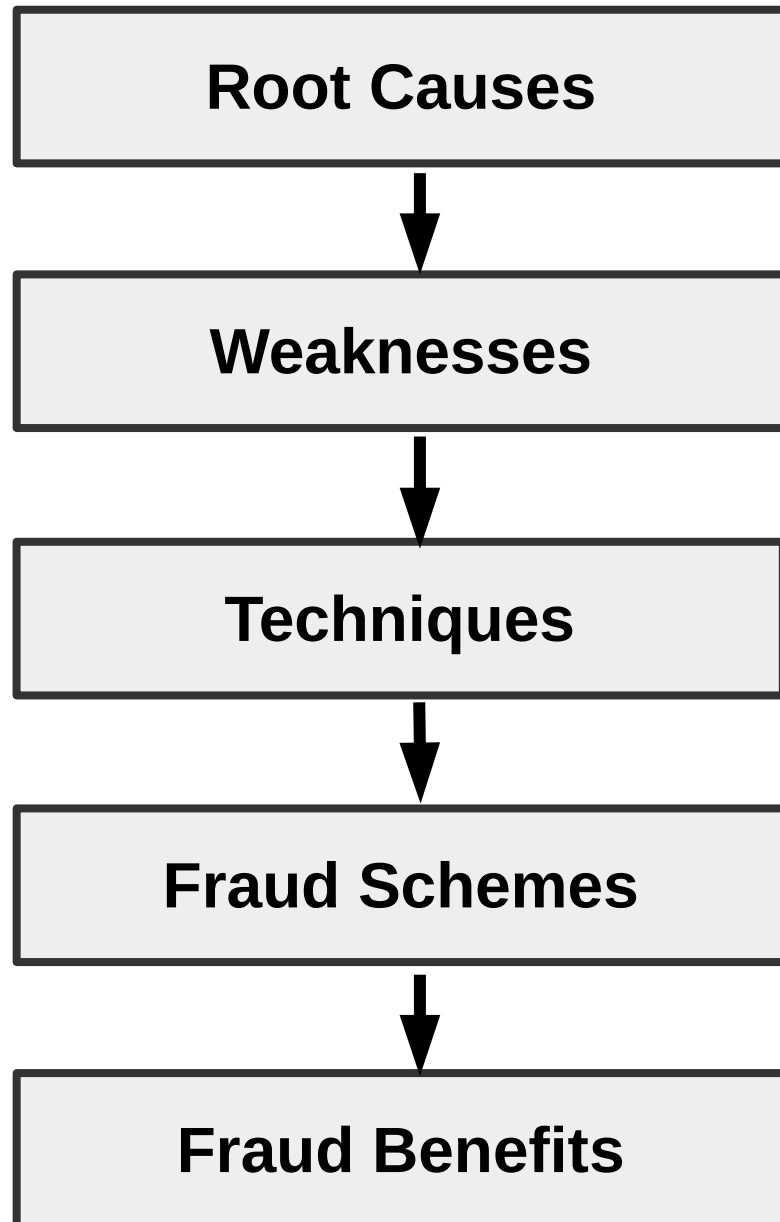 Root Causes
Weaknesses
Techniques
Fraud Schemes
Fraud Benefits